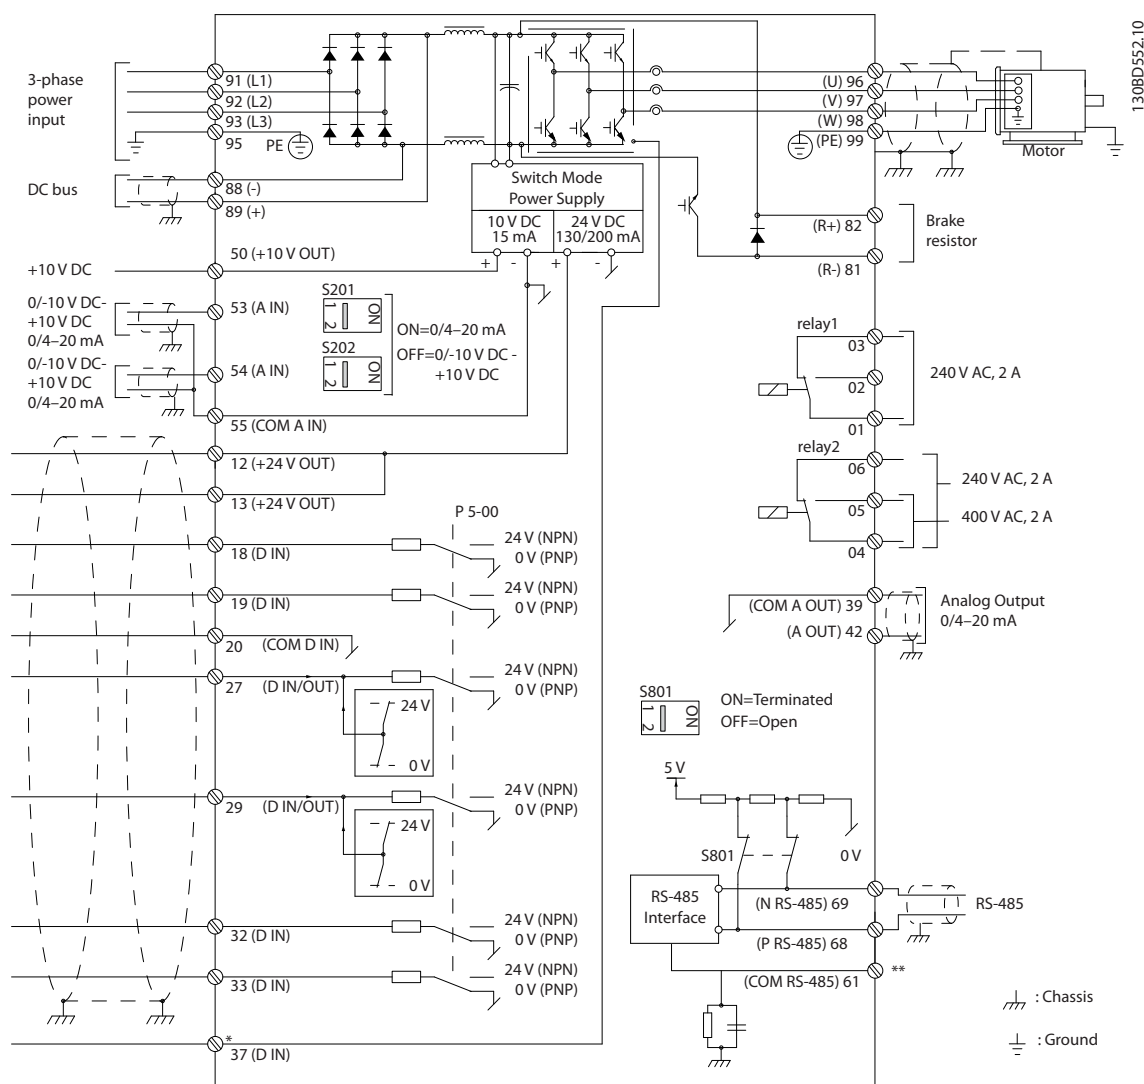 130BD552.10
3-phase
power
input
91 (L1)
92 (L2)
93 (L3)
95
PE
DC bus
88 (-)
89 (+)
+10 V DC
50 (+10 V OUT)
0/-10 V DC-
+10 V DC
0/4–20 mA
53 (A IN)
0/-10 V DC-
+10 V DC
0/4–20 mA
54 (A IN)
55 (COM A IN)
12 (+24 V OUT)
13 (+24 V OUT)
18 (D IN)
19 (D IN)
20 (COM D IN)
27 (D IN/OUT)
29 (D IN/OUT)
32 (D IN)
33 (D IN)
*
37 (D IN)
S201
1
2
ON
S202
1
2
ON
ON=0/4–20 mA
OFF=0/-10 V DC -
+10 V DC
Switch Mode
Power Supply
10 V DC
15 mA
24 V DC
130/200 mA
+ - + -
P 5-00
24 V (NPN)
0 V (PNP)
24 V (NPN)
0 V (PNP)
24 V (NPN)
0 V (PNP)
24 V
0 V
24 V (NPN)
0 V (PNP)
24 V
0 V
24 V (NPN)
0 V (PNP)
24 V (NPN)
0 V (PNP)
(U) 96
(V) 97
(W) 98
(PE) 99
Motor
(R+) 82
(R-) 81
Brake
resistor
relay1
03
02
01
240 V AC, 2 A
relay2
06
05
04
240 V AC, 2 A
400 V AC, 2 A
(COM A OUT) 39
(A OUT) 42
Analog Output
0/4–20 mA
S801
1
2
ON
ON=Terminated
OFF=Open
5 V
S801
0 V
RS-485
Interface
(N RS-485) 69
(P RS-485) 68
(COM RS-485) 61
RS-485
**
: Chassis
: Ground